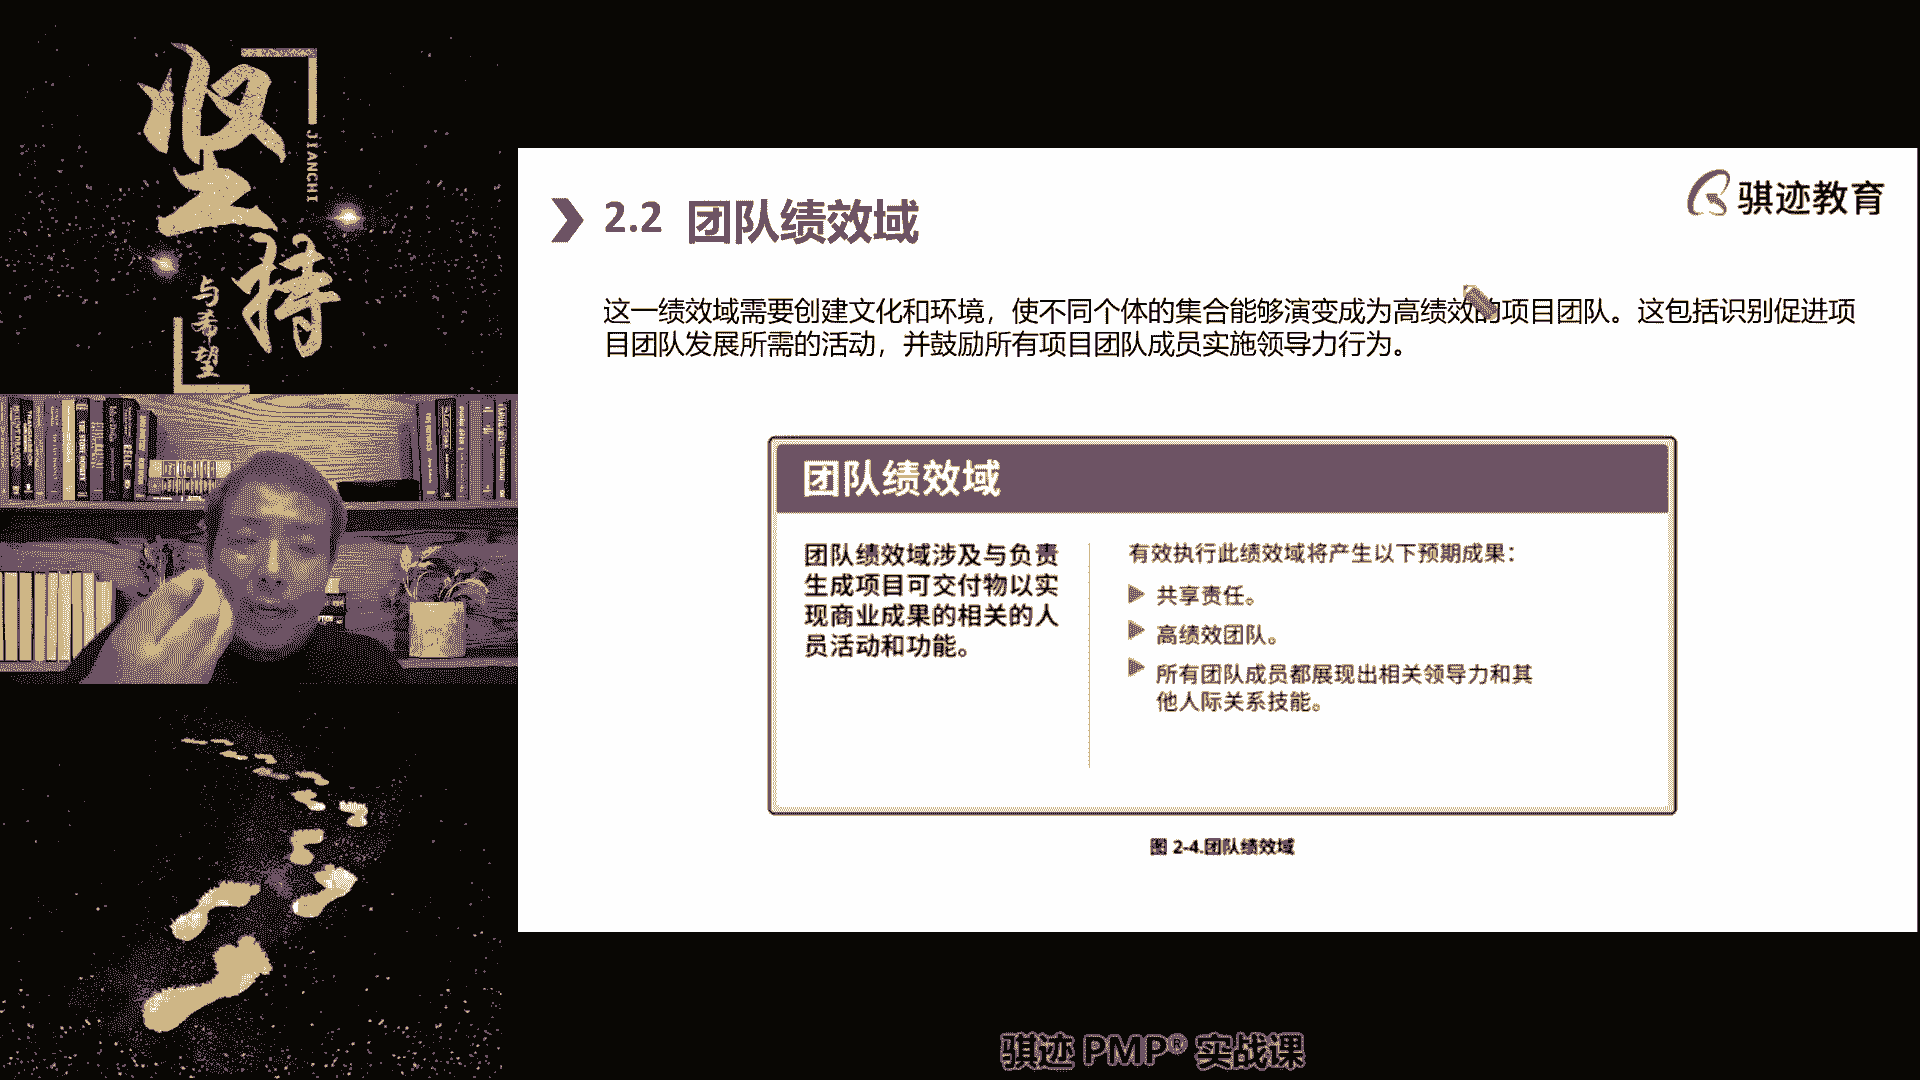 坚持
JIANCHI
与希望
骐迹教育
2.2 团队绩效域
这一绩效域需要创建文化和环境，使不同个体的集合能够演变成为高绩效的项目团队。这包括识别促进项
目团队发展所需的活动，并鼓励所有项目团队成员实施领导力行为。
团队绩效域
团队绩效域涉及与负责
生成项目可交付物以实
现商业成果的相关的人
员活动和功能。
有效执行此绩效域将产生以下预期成果：
▶ 共享责任。
▶ 高绩效团队。
▶ 所有团队成员都展现出相关领导力和其
他人际关系技能。
图 2-4.团队绩效域
骐迹 PMP® 实战课